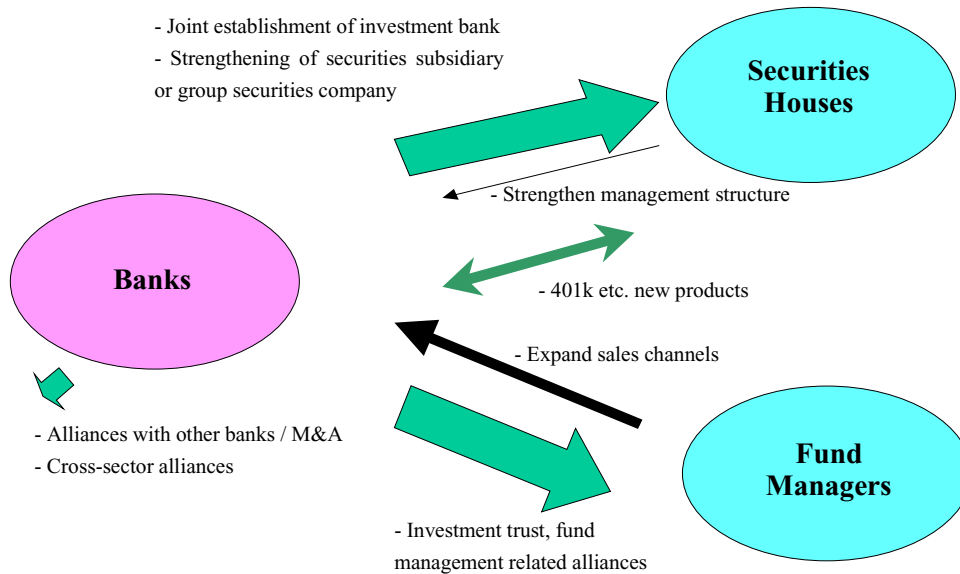 - Joint establishment of investment bank
- Strengthening of securities subsidiary
or group securities company
Securities
Houses
- Strengthen management structure
Banks
- 401k etc. new products
- Expand sales channels
- Alliances with other banks / M&A
- Cross-sector alliances
Fund
Managers
- Investment trust, fund
management related alliances